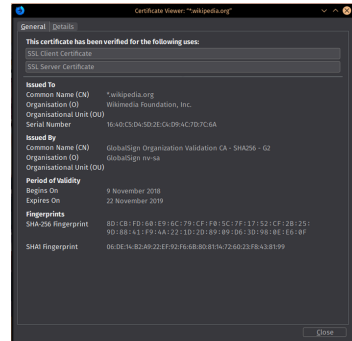 Certificate Viewer: "*.wikipedia.org"
General Details
This certificate has been verified for the following uses:
SSL Client Certificate
SSL Server Certificate
Issued To
Common Name (CN) *.wikipedia.org
Organisation (O) Wikimedia Foundation, Inc.
Organisational Unit (OU)
Serial Number 16:40:C5:D4:5D:2E:C4:D9:4C:7D:7C:6A
Issued By
Common Name (CN) GlobalSign Organization Validation CA - SHA256 - G2
Organisation (O) GlobalSign nv-sa
Organisational Unit (OU)
Period of Validity
Begins On 9 November 2018
Expires On 22 November 2019
Fingerprints
SHA-256 Fingerprint 8D:CB:FD:60:E9:6C:79:CF:F0:5C:7F:17:52:CF:2B:25:
9D:88:41:F9:4A:22:1D:2D:89:09:D6:3D:98:0E:E6:0F
SHA1 Fingerprint 06:DE:14:B2:A9:22:EF:92:F6:6B:80:81:14:72:60:23:F8:43:81:99
Close